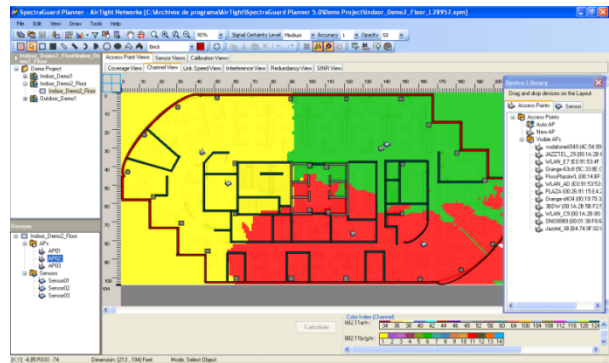 SpectraGuard Planner - AirTight Networks [C:\Archivos de programa\AirTight\SpectraGuard Planner 5.0\Demo Project\Indoor_Demo2_Floor_L28957.spm]
File Edit View Draw Tools Window Help
90% Signal Certainty Level Medium Accuracy 1 Opacity 50
Brick
Access Point Views Sensor Views Calibration Views
Coverage View Channel View Link Speed View Interference View Redundancy View SINR View
Demo Project
Indoor_Demo1
Indoor_Demo2_Floor
Indoor_Demo2_Floor
Outdoor_Demo1
Devices
Indoor_Demo2_Floor
APs
AP01
AP02
AP03
Sensors
Sensor01
Sensor02
Sensor03
Device Library
Drag and drop devices on the Layout
Access Points Sensor
Access Points
Auto AP
New AP
Visible APs
Calculate
Color Index (Channel)
802.11a/n: 34 36 38 40 42 44 46 48 52 56 60 64 100 104 108 112 116 120 124
802.11b/g/n: 1 2 3 4 5 6 7 8 9 10 11 12 13 14
Dimension: (213 , 104) Feet Mode: Select Object